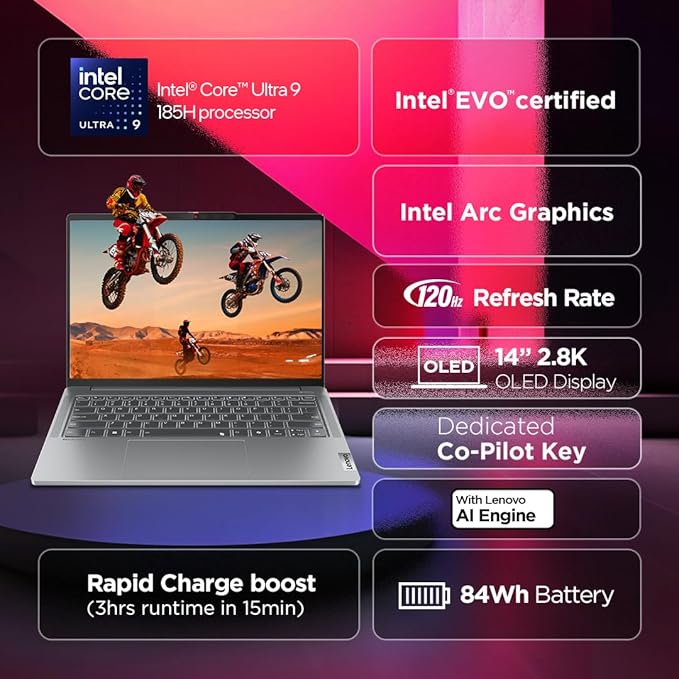 intel
CORE
ULTRA 9
Intel® Core™ Ultra 9
185H processor
Intel® EVO™ certified
Intel Arc Graphics
120Hz Refresh Rate
OLED
14” 2.8K
OLED Display
Dedicated
Co-Pilot Key
With Lenovo
AI Engine
Lenovo
Rapid Charge boost
(3hrs runtime in 15min)
84Wh Battery